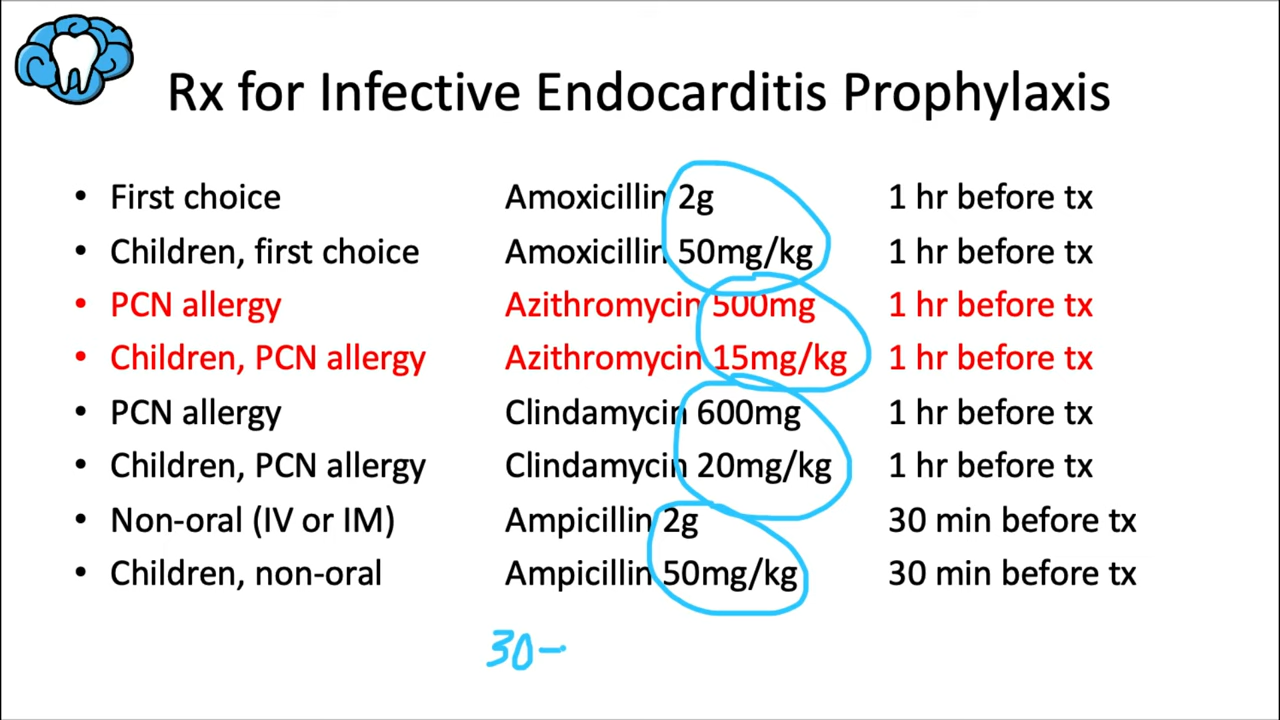 Rx for Infective Endocarditis Prophylaxis
• First choice Amoxicillin 2g 1 hr before tx
• Children, first choice Amoxicillin 50mg/kg 1 hr before tx
• PCN allergy Azithromycin 500mg 1 hr before tx
• Children, PCN allergy Azithromycin 15mg/kg 1 hr before tx
• PCN allergy Clindamycin 600mg 1 hr before tx
• Children, PCN allergy Clindamycin 20mg/kg 1 hr before tx
• Non-oral (IV or IM) Ampicillin 2g 30 min before tx
• Children, non-oral Ampicillin 50mg/kg 30 min before tx
30-